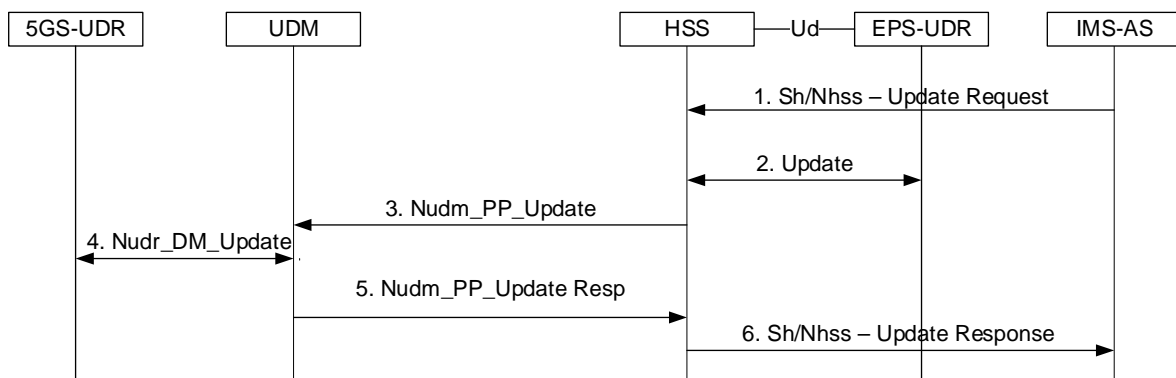 5GS-UDR
UDM
HSS
Ud
EPS-UDR
IMS-AS
1. Sh/Nhss – Update Request
2. Update
3. Nudm_PP_Update
4. Nudr_DM_Update
5. Nudm_PP_Update Resp
6. Sh/Nhss – Update Response